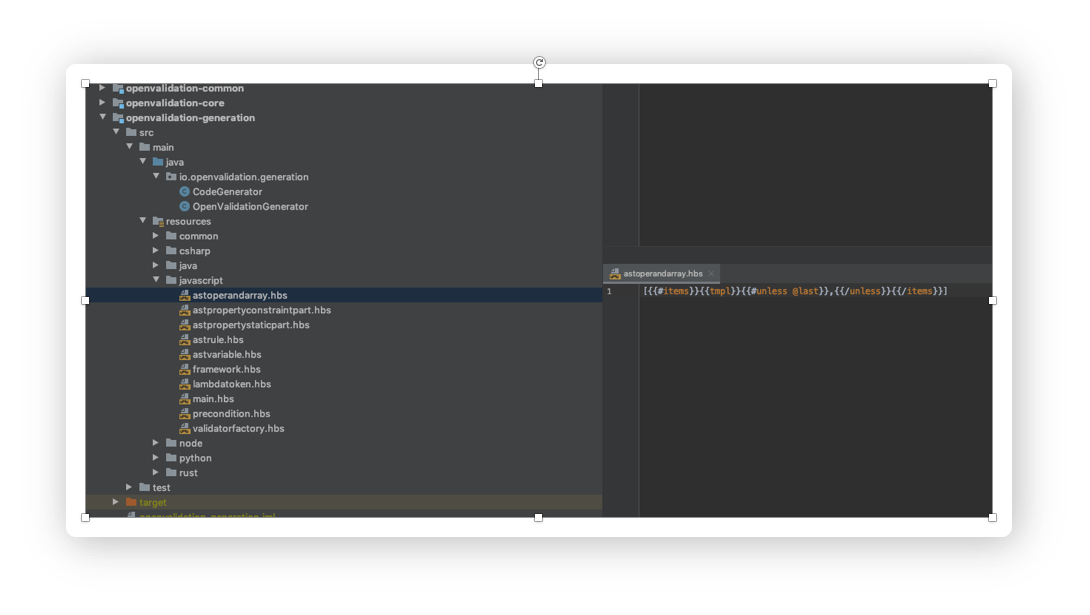 openvalidation-common
openvalidation-core
openvalidation-generation
src
main
java
io.openvalidation.generation
CodeGenerator
OpenValidationGenerator
resources
common
csharp
java
javascript
astoperandarray.hbs
astpropertyconstraintpart.hbs
astpropertystaticpart.hbs
astrule.hbs
astvariable.hbs
framework.hbs
lambdatoken.hbs
main.hbs
precondition.hbs
validatorfactory.hbs
node
python
rust
test
target
astoperandarray.hbs
1 [{{#items}}{{tmpl}}{{#unless @last}},{{/unless}}{{/items}}]